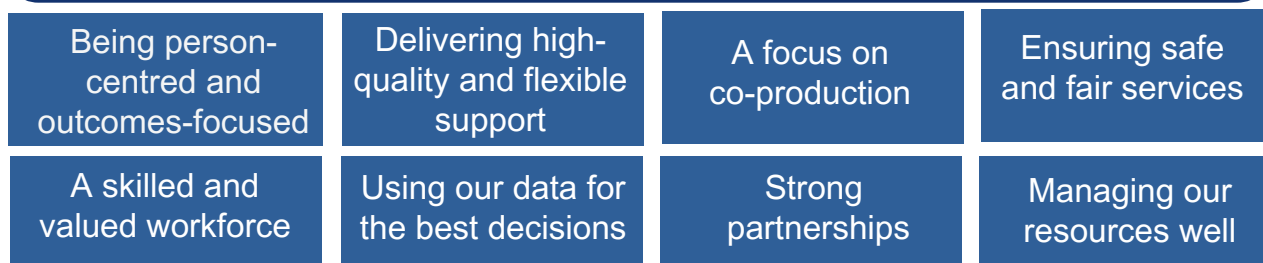 Being person-
centred and
outcomes-focused
Delivering high-
quality and flexible
support
A focus on
co-production
Ensuring safe
and fair services
A skilled and
valued workforce
Using our data for
the best decisions
Strong
partnerships
Managing our
resources well